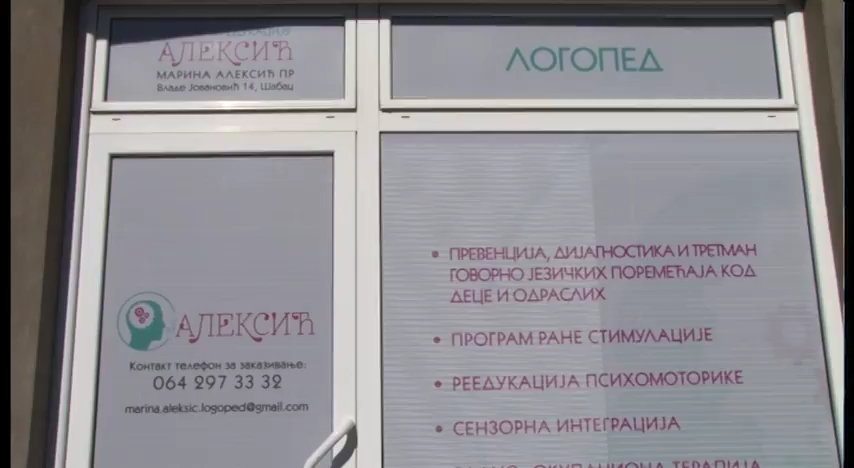 АЛЕКСИЋ
МАРИНА АЛЕКСИЋ ПР
Владе Јовановић 14, Шабац
ЛОГОПЕД
• ПРЕВЕНЦИЈА, ДИЈАГНОСТИКА И ТРЕТМАН
ГОВОРНО ЈЕЗИЧКИХ ПОРЕМЕЋАЈА КОД
ДЕЦЕ И ОДРАСЛИХ
• ПРОГРАМ РАНЕ СТИМУЛАЦИЈЕ
• РЕЕДУКАЦИЈА ПСИХОМОТОРИКЕ
• СЕНЗОРНА ИНТЕГРАЦИЈА
ОКУПАЦИОНА ТЕРАПИЈА
АЛЕКСИЋ
Контакт телефон за заказивање:
064 297 33 32
marina.aleksic.logoped@gmail.com